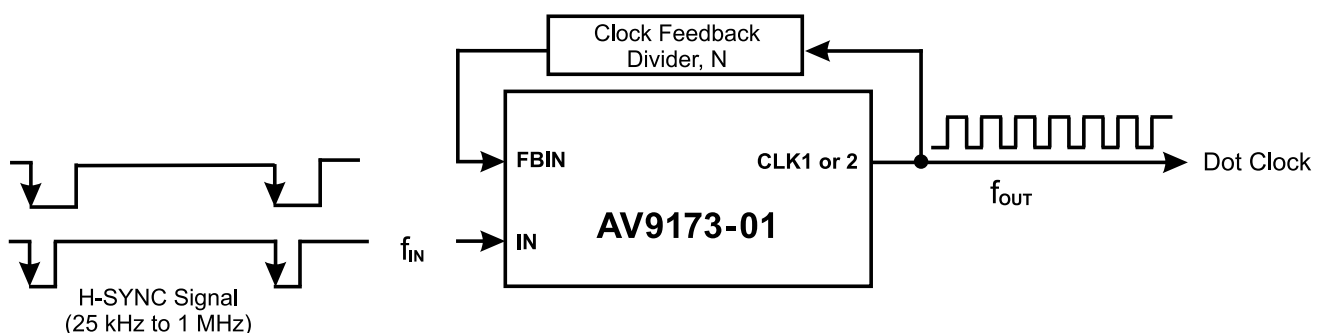 Clock Feedback
Divider, N
FBIN
CLK1 or 2
Dot Clock
fOUT
AV9173-01
fIN
IN
H-SYNC Signal
(25 kHz to 1 MHz)